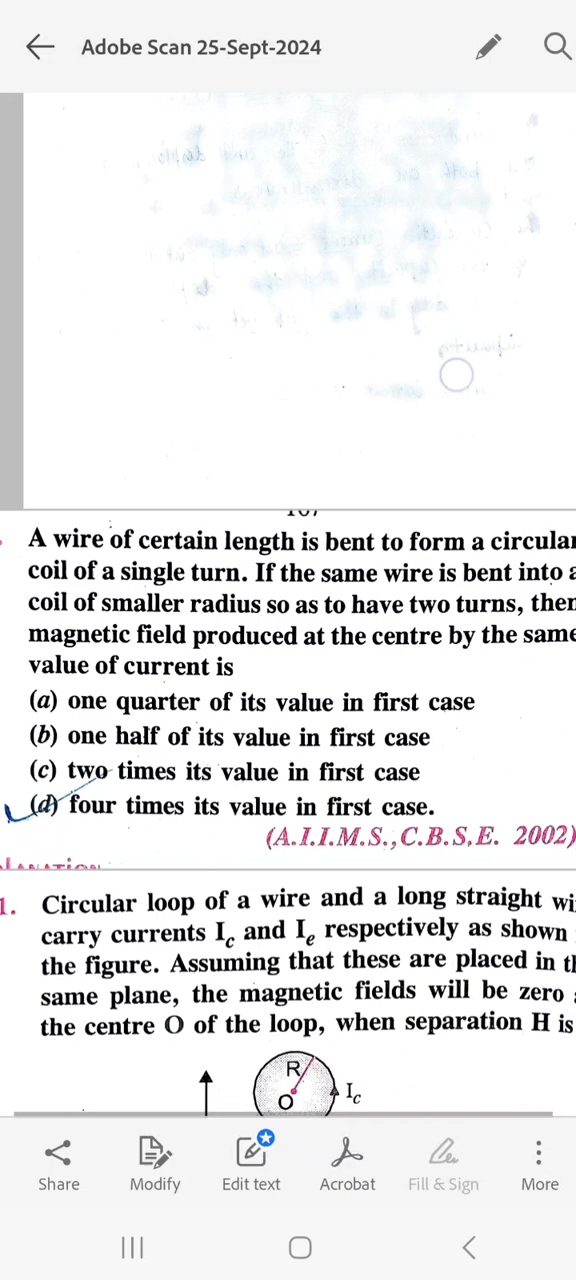 Adobe Scan 25-Sept-2024
A wire of certain length is bent to form a circular
coil of a single turn. If the same wire is bent into a
coil of smaller radius so as to have two turns, then
magnetic field produced at the centre by the same
value of current is
(a) one quarter of its value in first case
(b) one half of its value in first case
(c) two times its value in first case
(d) four times its value in first case.
(A.I.I.M.S., C.B.S.E. 2002)
1. Circular loop of a wire and a long straight wi
carry currents Ic and Ie respectively as shown
the figure. Assuming that these are placed in th
same plane, the magnetic fields will be zero a
the centre O of the loop, when separation H is
R
O
Ic
Share Modify Edit text Acrobat Fill & Sign More